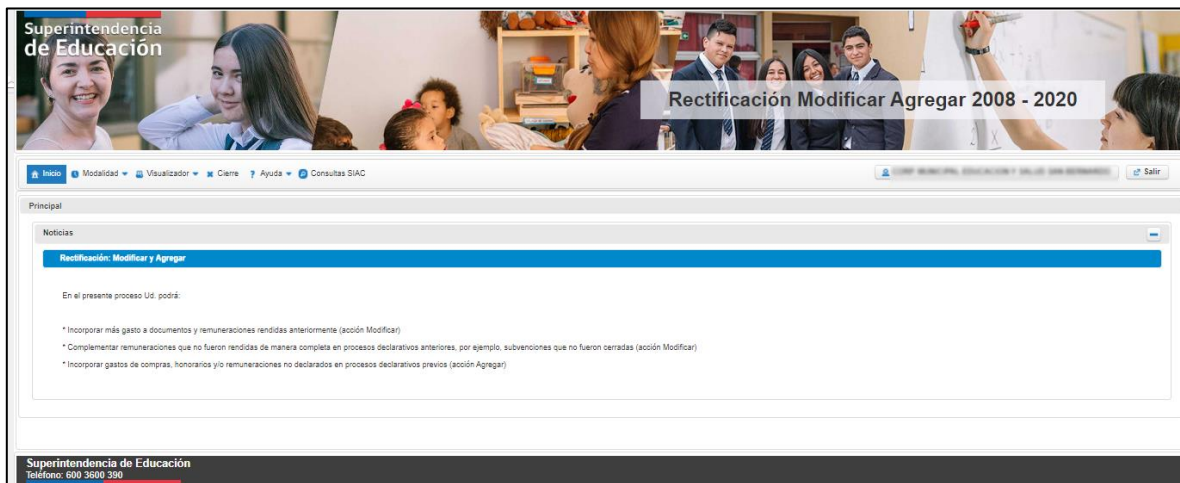 Superintendencia
de Educación
Rectificación Modificar Agregar 2008 - 2020
Inicio Modalidad Visualizador Cierre ? Ayuda Consultas SIAC
Salir
Principal
Noticias
Rectificación: Modificar y Agregar
En el presente proceso Ud. podrá:
* Incorporar más gasto a documentos y remuneraciones rendidas anteriormente (acción Modificar)
* Complementar remuneraciones que no fueron rendidas de manera completa en procesos declarativos anteriores, por ejemplo, subvenciones que no fueron cerradas (acción Modificar)
* Incorporar gastos de compras, honorarios y/o remuneraciones no declarados en procesos declarativos previos (acción Agregar)
Superintendencia de Educación
Teléfono: 600 3600 390